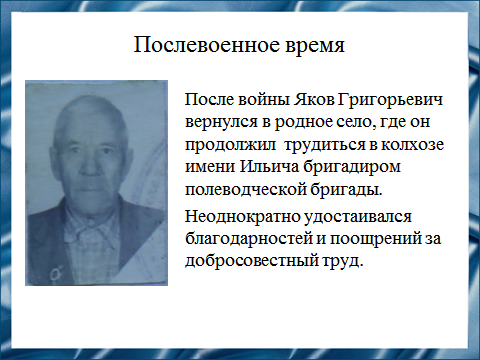 Послевоенное время
После войны Яков Григорьевич
вернулся в родное село, где он
продолжил трудиться в колхозе
имени Ильича бригадиром
полеводческой бригады.
Неоднократно удостаивался
благодарностей и поощрений за
добросовестный труд.